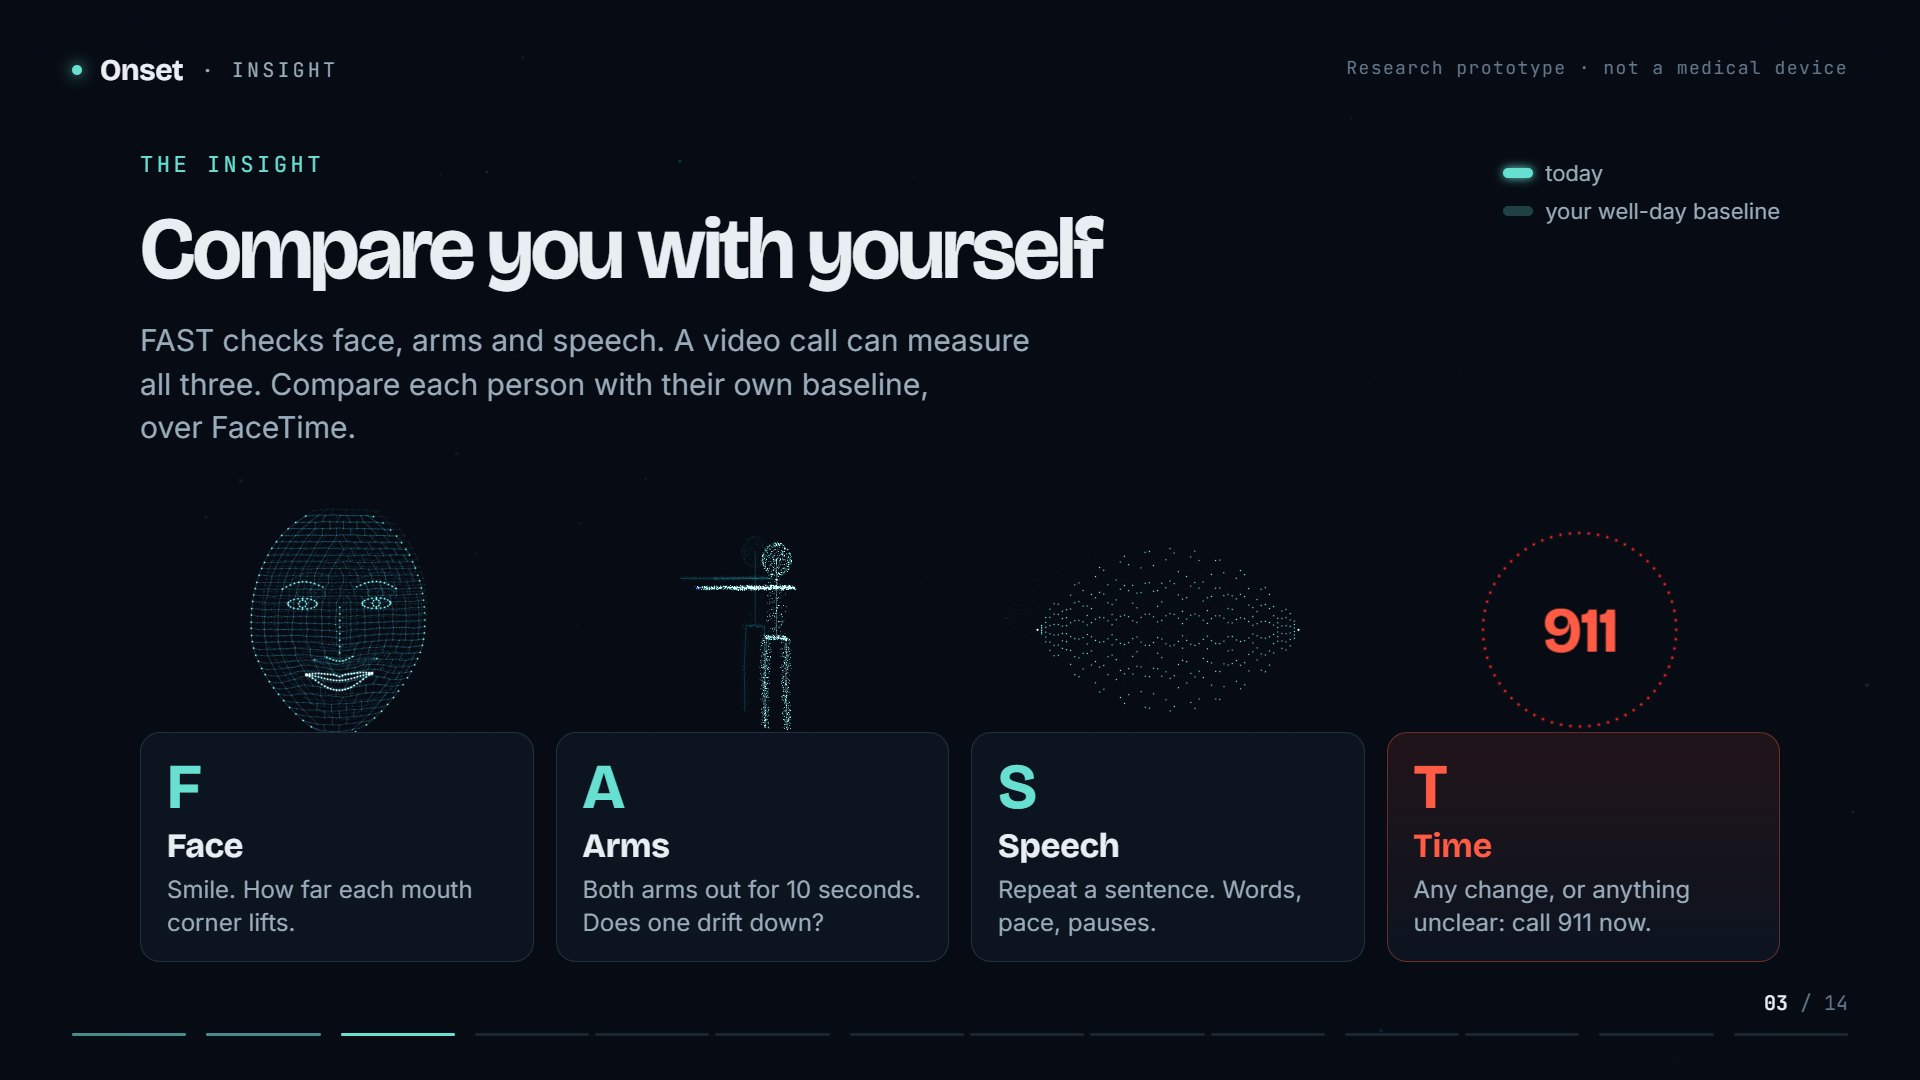 Onset · INSIGHT
Research prototype · not a medical device
THE INSIGHT
today
your well-day baseline
Compare you with yourself
FAST checks face, arms and speech. A video call can measure
all three. Compare each person with their own baseline,
over FaceTime.
911
F
Face
Smile. How far each mouth
corner lifts.
A
Arms
Both arms out for 10 seconds.
Does one drift down?
S
Speech
Repeat a sentence. Words,
pace, pauses.
T
Time
Any change, or anything
unclear: call 911 now.
03 / 14